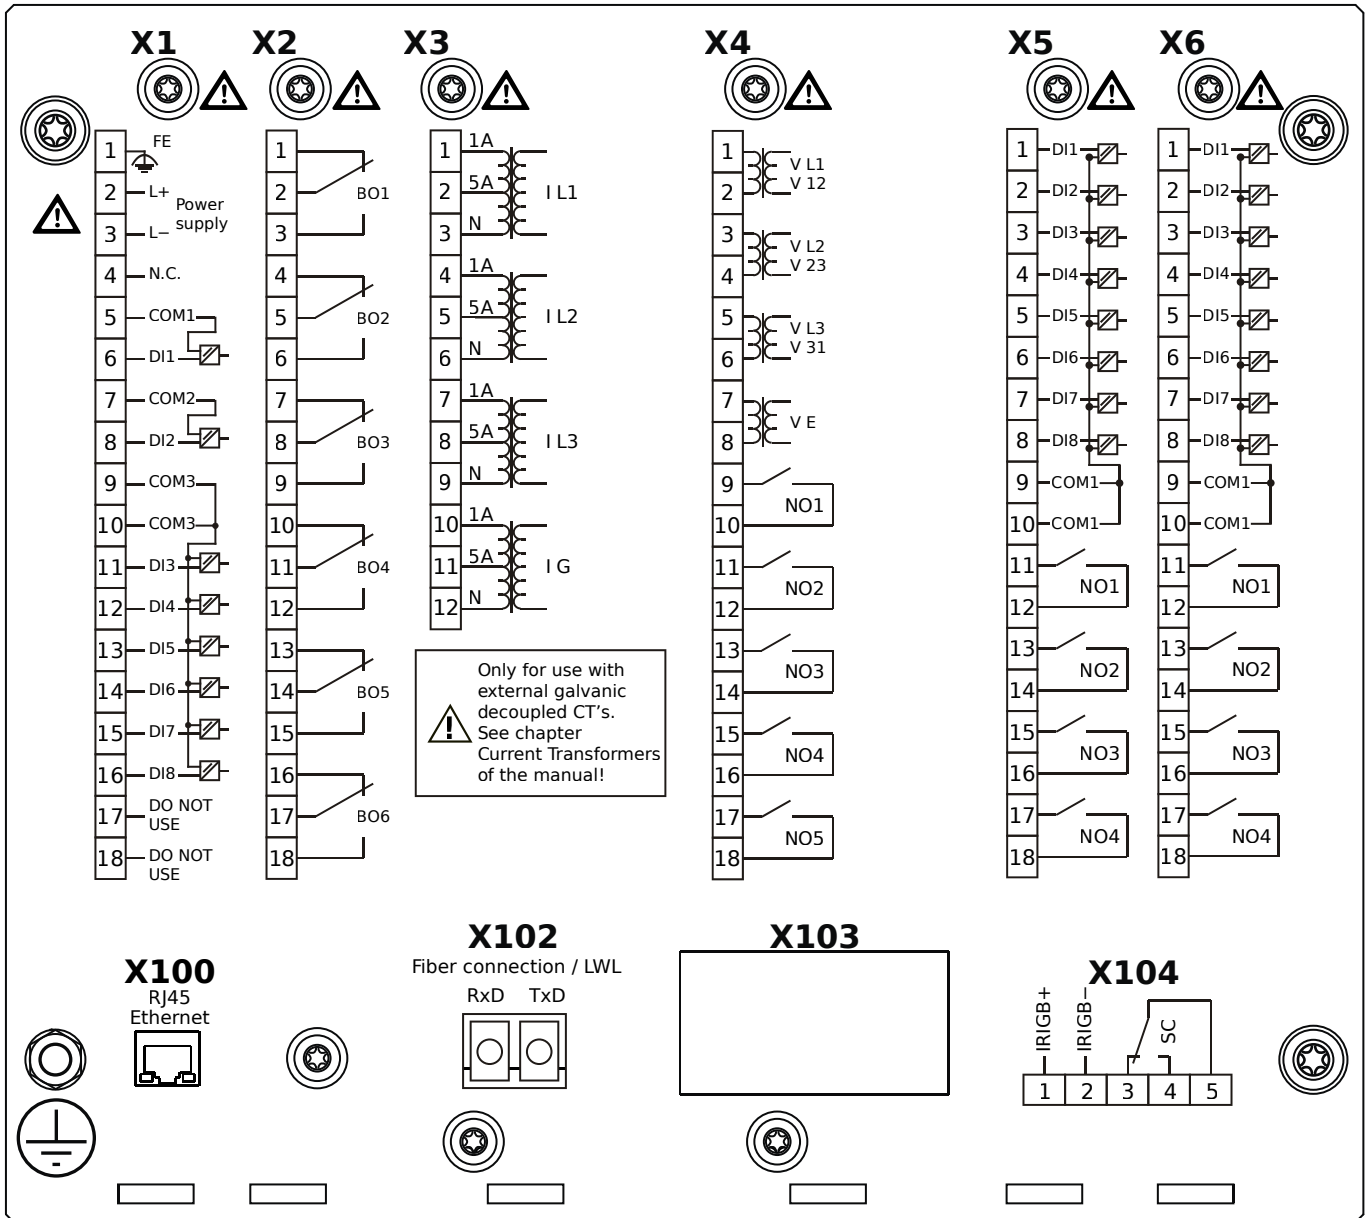 X1
X2
X3
X4
X5
X6
1
FE
2
L+
Power
supply
3
L−
4
N.C.
5
COM1
6
DI1
7
COM2
8
DI2
9
COM3
10
COM3
11
DI3
12
DI4
13
DI5
14
DI6
15
DI7
16
DI8
17
DO NOT
USE
18
DO NOT
USE
1
2
BO1
3
4
5
BO2
6
7
8
BO3
9
10
11
BO4
12
13
14
BO5
15
16
17
BO6
18
1
1A
2
5A
I L1
3
N
4
1A
5
5A
I L2
6
N
7
1A
8
5A
I L3
9
N
10
1A
11
5A
I G
12
N
Only for use with
external galvanic
decoupled CT's.
See chapter
Current Transformers
of the manual!
1
V L1
V 12
2
3
V L2
V 23
4
5
V L3
V 31
6
7
V E
8
9
NO1
10
11
NO2
12
13
NO3
14
15
NO4
16
17
NO5
18
1
DI1
2
DI2
3
DI3
4
DI4
5
DI5
6
DI6
7
DI7
8
DI8
9
COM1
10
COM1
11
NO1
12
13
NO2
14
15
NO3
16
17
NO4
18
1
DI1
2
DI2
3
DI3
4
DI4
5
DI5
6
DI6
7
DI7
8
DI8
9
COM1
10
COM1
11
NO1
12
13
NO2
14
15
NO3
16
17
NO4
18
X100
RJ45
Ethernet
X102
Fiber connection / LWL
RxD TxD
X103
X104
IRIGB+
IRIGB−
SC
1 2 3 4 5